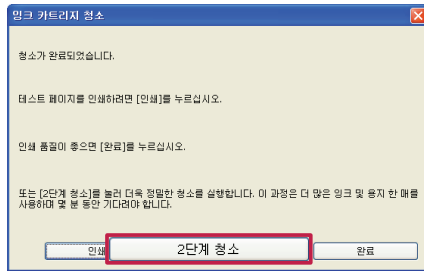 잉크 카트리지 청소
청소가 완료되었습니다.
테스트 페이지를 인쇄하려면 [인쇄]를 누르십시오.
인쇄 품질이 좋으면 [완료]를 누르십시오.
또는 [2단계 청소]를 눌러 더욱 정밀한 청소를 실행합니다. 이 과정은 더 많은 잉크 및 용지 한 매를
사용하며 몇 분 동안 기다려야 합니다.
인쇄 2단계 청소 완료